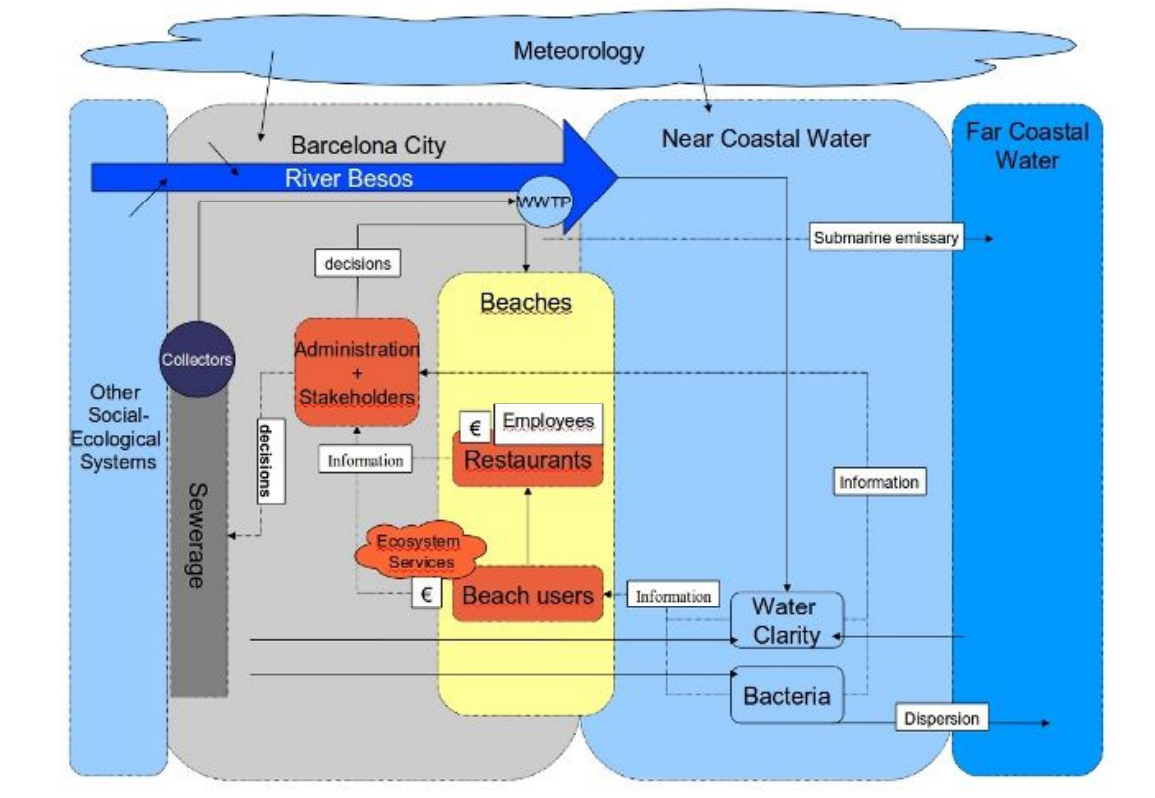 Meteorology
Barcelona City
Near Coastal Water
Far Coastal
Water
River Besos
WWTP
Submarine emissary
decisions
Beaches
Collectors
Administration
+
Stakeholders
Other
Social-
Ecological
Systems
decisions
€
Employees
Restaurants
Information
Information
Sewerage
Ecosystem
Services
€
Beach users
Information
Water
Clarity
Bacteria
Dispersion